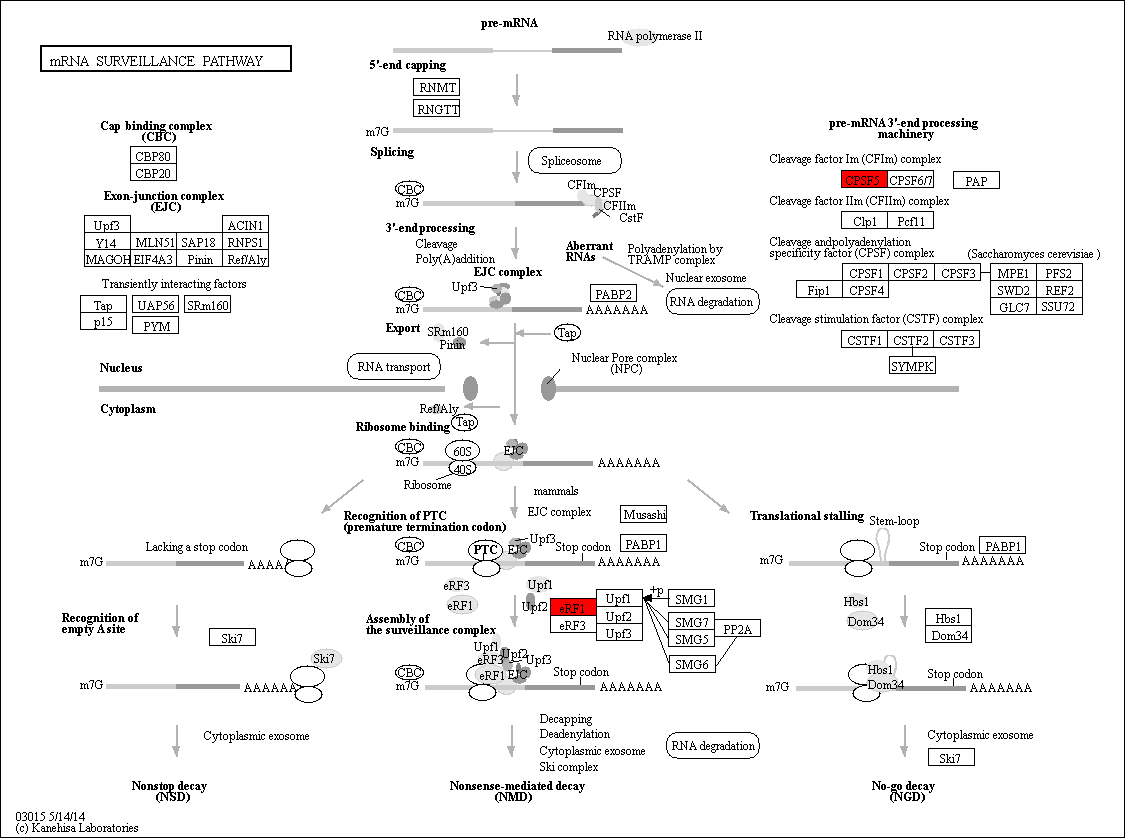 pre-mRNA
RNA polymerase II
mRNA SURVEILLANCE PATHWAY
5'-end capping
RNMT
RNGTT
m7G
Cap binding complex
(CBC)
CBP80
CBP20
Exon-junction complex
(EJC)
Upf3 ACIN1
Y14 MLN51 SAP18 RNPS1
MAGOH EIF4A3 Pinin Ref/Aly
Transiently interacting factors
Tap UAP56 SRm160
p15 PYM
Splicing
Spliceosome
CBC
m7G
CFIm
CPSF
CFIIm
CstF
3'-end processing
Cleavage
Poly(A)addition
Aberrant
RNAs
Polyadenylation by
TRAMP complex
Nuclear exosome
RNA degradation
EJC complex
Upf3
CBC
m7G
PABP2
AAAAAAA
Export
SRm160
Pinin
Tap
RNA transport
Nuclear Pore complex
(NPC)
pre-mRNA 3'-end processing
machinery
Cleavage factor Im (CFIm) complex
CPSF5 CPSF6/7 PAP
Cleavage factor IIm (CFIIm) complex
Clp1 Pcf11
Cleavage andpolyadenylation
specificity factor (CPSF) complex
(Saccharomyces cerevisiae )
CPSF1 CPSF2 CPSF3 MPE1 PFS2
Fip1 CPSF4 SWD2 REF2
GLC7 SSU72
Cleavage stimulation factor (CSTF) complex
CSTF1 CSTF2 CSTF3
SYMPK
Nucleus
Cytoplasm
Ref/Aly
Tap
Ribosome binding
CBC
m7G
60S
40S
EJC
AAAAAAA
Ribosome
mammals
EJC complex
Recognition of PTC
(premature termination codon)
Musashi
PABP1
CBC
m7G
PTC
EJC
Upf3
Stop codon
AAAAAAA
Lacking a stop codon
m7G
AAAAA
Translational stalling
Stem-loop
m7G
Stop codon
PABP1
AAAAAAA
eRF3
eRF1
Upf1
Upf2
eRF1
eRF3
Upf1
Upf2
Upf3
+p
SMG1
SMG7
SMG5
SMG6
PP2A
Recognition of
empty A site
Ski7
Ski7
m7G
AAAAAA
Assembly of
the surveillance complex
Upf1
Upf2
eRF3
Upf3
eRF1
EJC
CBC
m7G
Stop codon
AAAAAAA
Hbs1
Dom34
Hbs1
Dom34
m7G
Hbs1
Dom34
Stop codon
AAAAAAA
Cytoplasmic exosome
Nonstop decay
(NSD)
Decapping
Deadenylation
Cytoplasmic exosome
Ski complex
RNA degradation
Nonsense-mediated decay
(NMD)
Cytoplasmic exosome
Ski7
No-go decay
(NGD)
03015 5/14/14
(c) Kanehisa Laboratories